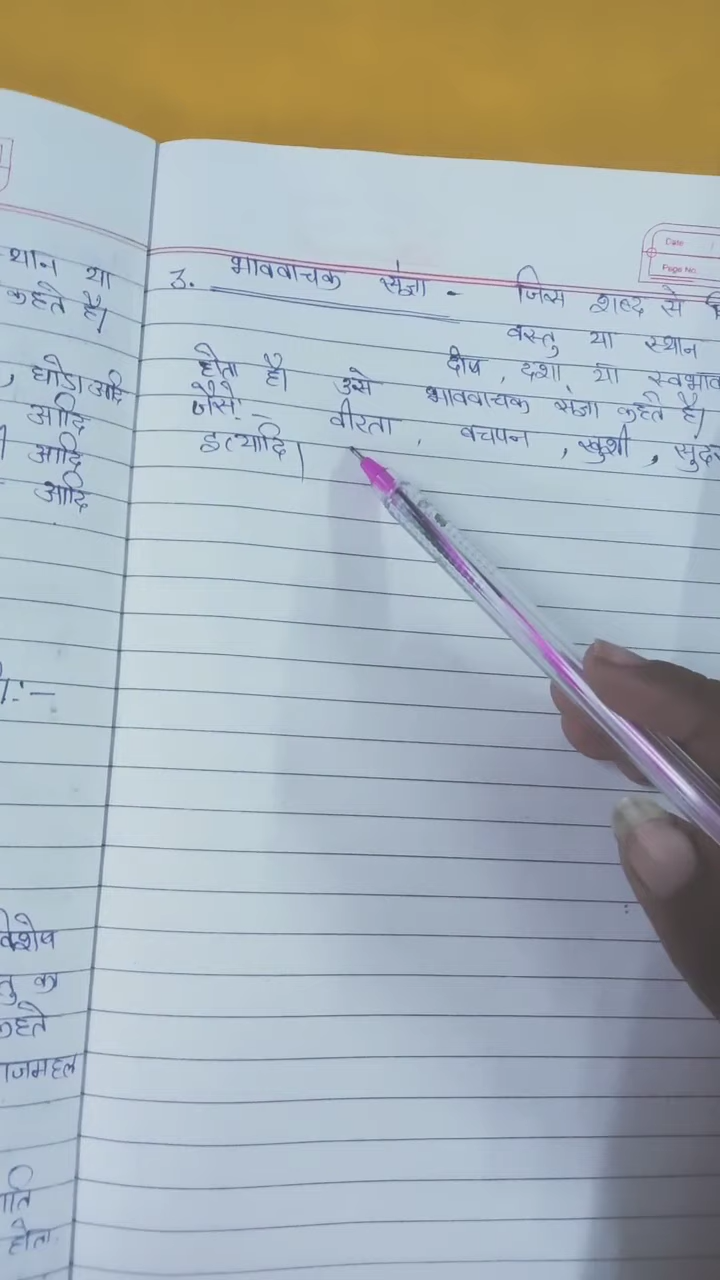 थान या
कहते है।
, घोडा आदि
आदि
आदि
आदि
:-
विशेष
तु का
कहते
ाजमहल
ाति
होता
Date
Page No.
3. भाववाचक संज्ञा - जिस शब्द से
वस्तु या स्थान
दोष, दशा, या स्वभाव
होता है। उसे भाववाचक संज्ञा कहते है।
जैसे:- वीरता, बचपन, खुशी, सुंदर
इत्यादि।